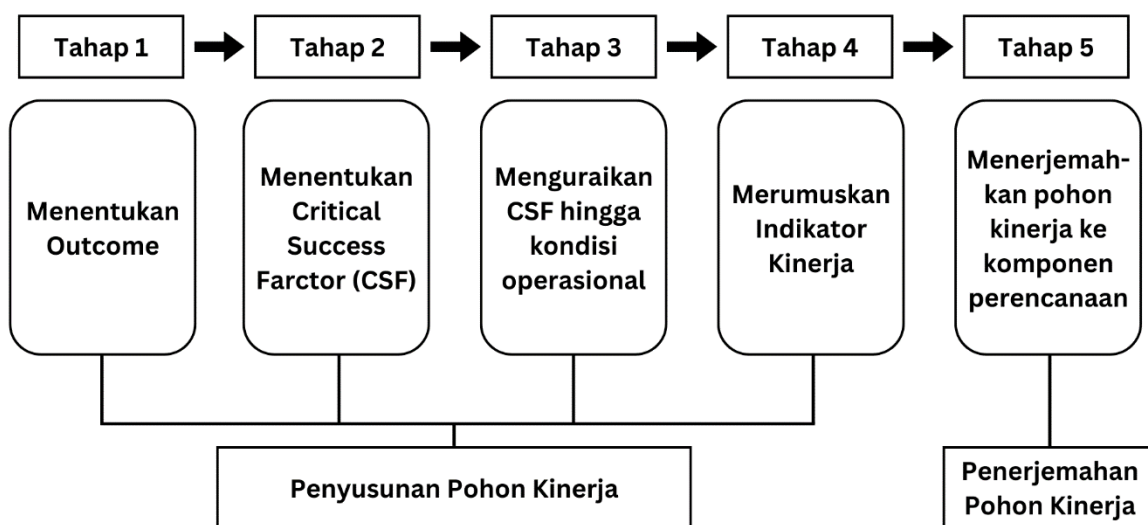 Tahap 1
Tahap 2
Tahap 3
Tahap 4
Tahap 5
Menentukan
Outcome
Menentukan
Critical
Success
Farctor (CSF)
Menguraikan
CSF hingga
kondisi
operasional
Merumuskan
Indikator
Kinerja
Menerjemah-
kan pohon
kinerja ke
komponen
perencanaan
Penyusunan Pohon Kinerja
Penerjemahan
Pohon Kinerja